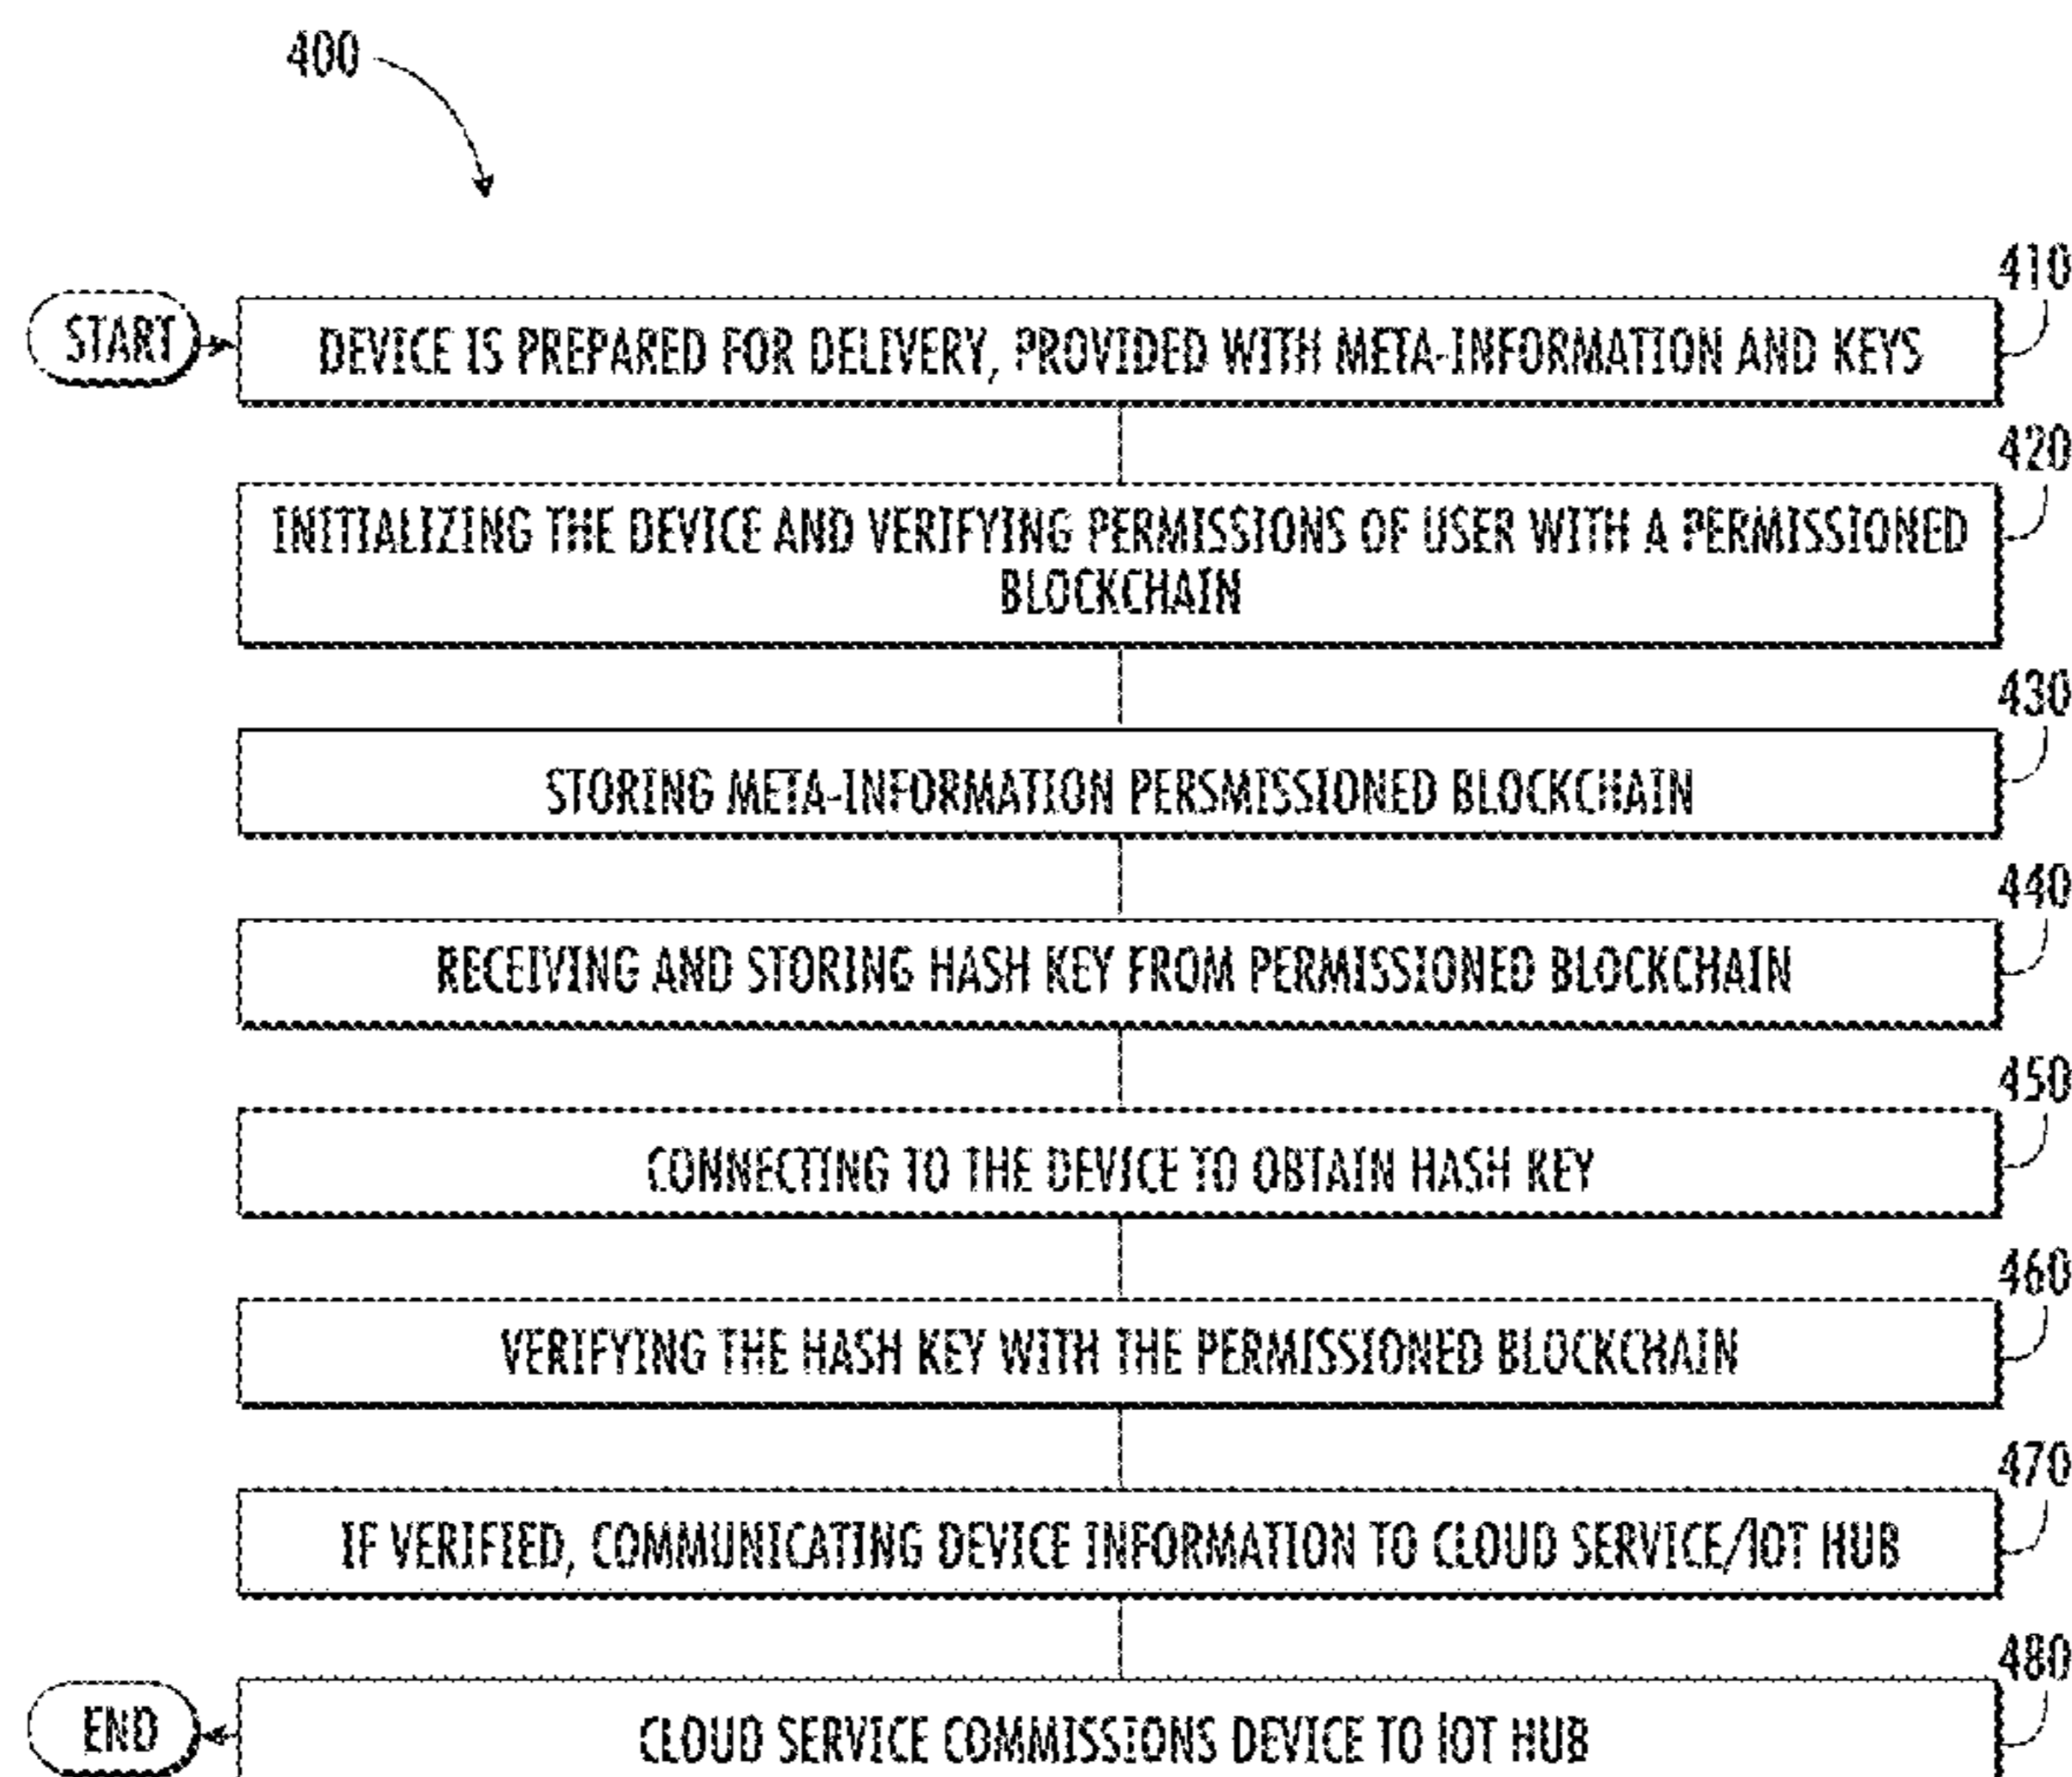 400
410
START
DEVICE IS PREPARED FOR DELIVERY, PROVIDED WITH META-INFORMATION AND KEYS
420
INITIALIZING THE DEVICE AND VERIFYING PERMISSIONS OF USER WITH A PERMISSIONED
BLOCKCHAIN
430
STORING META-INFORMATION PERSMISSIONED BLOCKCHAIN
440
RECEIVING AND STORING HASH KEY FROM PERMISSIONED BLOCKCHAIN
450
CONNECTING TO THE DEVICE TO OBTAIN HASH KEY
460
VERIFYING THE HASH KEY WITH THE PERMISSIONED BLOCKCHAIN
470
IF VERIFIED, COMMUNICATING DEVICE INFORMATION TO CLOUD SERVICE/IOT HUB
480
END
CLOUD SERVICE COMMISSIONS DEVICE TO IOT HUB